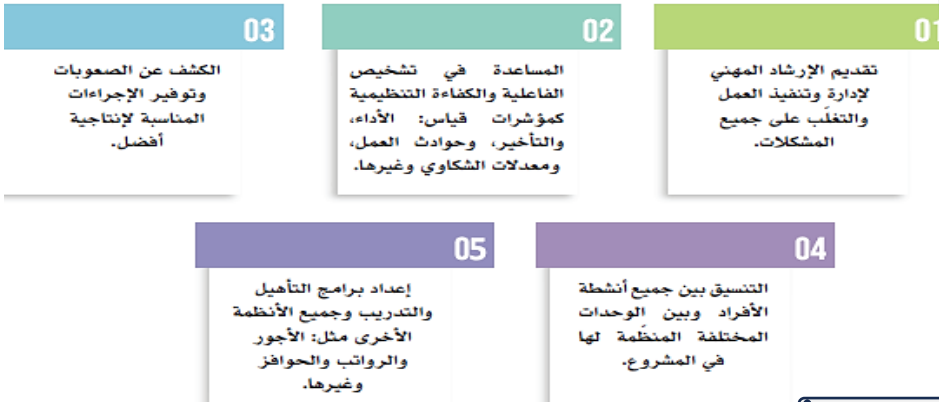 01
تقديم الإرشاد المهني
لإدارة وتنفيذ العمل
والتغلّب على جميع
المشكلات.
02
المساعدة في تشخيص
الفاعلية والكفاءة التنظيمية
كمؤشرات قياس: الأداء،
والتأخير، وحوادث العمل،
ومعدلات الشكاوي وغيرها.
03
الكشف عن الصعوبات
وتوفير الإجراءات
المناسبة لإنتاجية
أفضل.
04
التنسيق بين جميع أنشطة
الأفراد وبين الوحدات
المختلفة المنظّمة لها
في المشروع.
05
إعداد برامج التأهيل
والتدريب وجميع الأنظمة
الأخرى مثل: الأجور
والرواتب والحوافز
وغيرها.